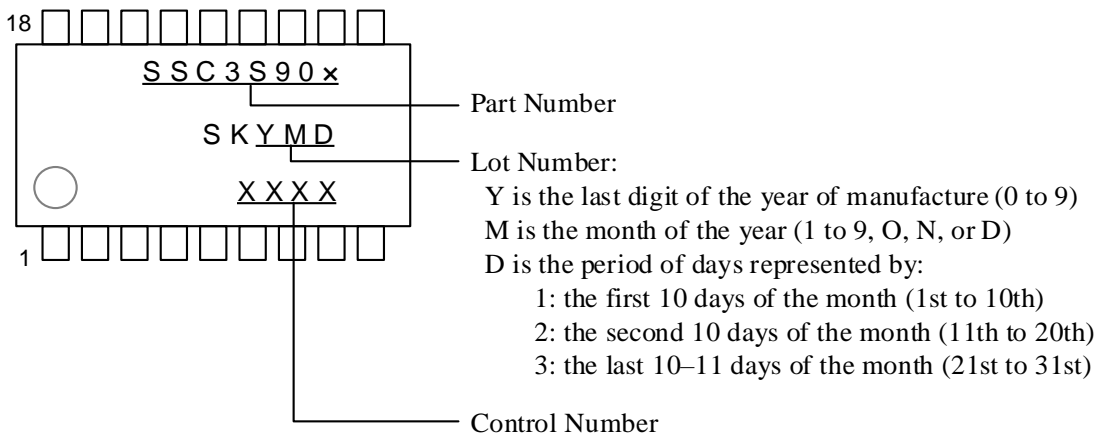 18
S S C 3 S 9 0 ×
Part Number
S K Y M D
Lot Number:
X X X X
Y is the last digit of the year of manufacture (0 to 9)
M is the month of the year (1 to 9, O, N, or D)
1
D is the period of days represented by:
1: the first 10 days of the month (1st to 10th)
2: the second 10 days of the month (11th to 20th)
3: the last 10–11 days of the month (21st to 31st)
Control Number